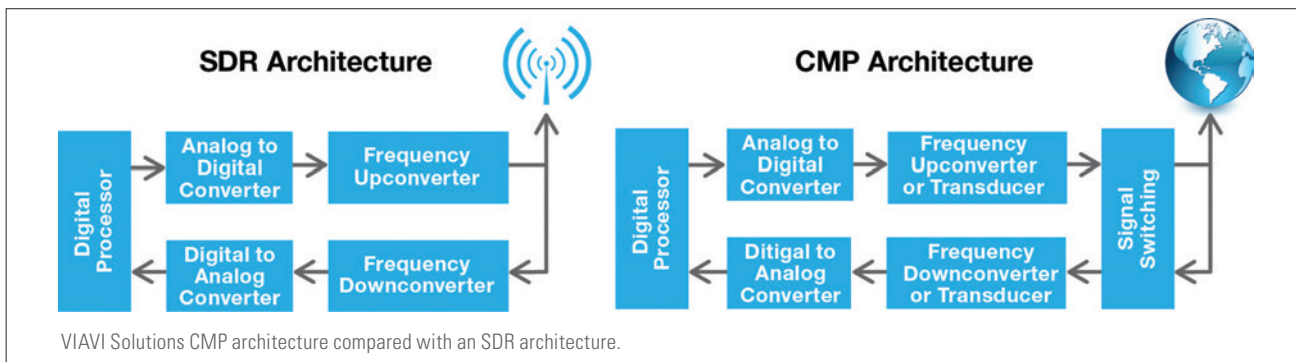 SDR Architecture
Digital
Processor
Analog to
Digital
Converter
Frequency
Upconverter
Digital to
Analog
Converter
Frequency
Downconverter
CMP Architecture
Digital
Processor
Analog to
Digital
Converter
Frequency
Upconverter
or Transducer
Ditigal to
Analog
Converter
Frequency
Downconverter
or Transducer
Signal
Switching
VIAVI Solutions CMP architecture compared with an SDR architecture.